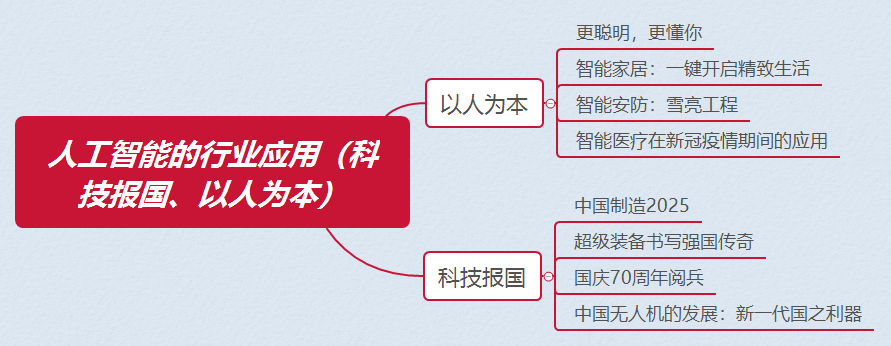 人工智能的行业应用（科
技报国、以人为本）
以人为本
更聪明，更懂你
智能家居：一键开启精致生活
智能安防：雪亮工程
智能医疗在新冠疫情期间的应用
科技报国
中国制造2025
超级装备书写强国传奇
国庆70周年阅兵
中国无人机的发展：新一代国之利器